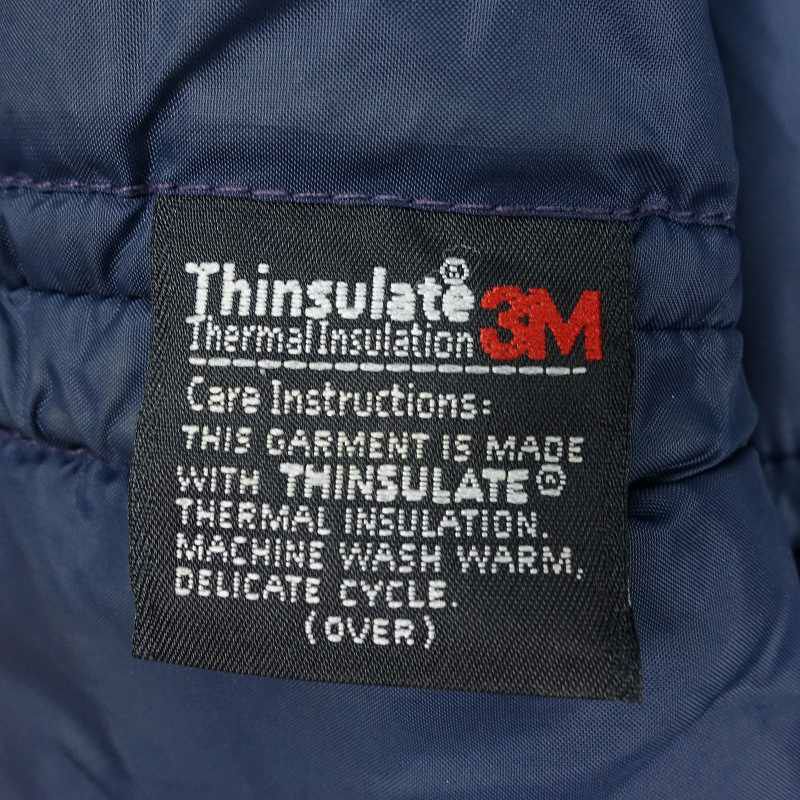 Thinsulate® 3M
Thermal Insulation
Care Instructions:
THIS GARMENT IS MADE
WITH THINSULATE®
THERMAL INSULATION.
MACHINE WASH WARM,
DELICATE CYCLE.
(OVER)